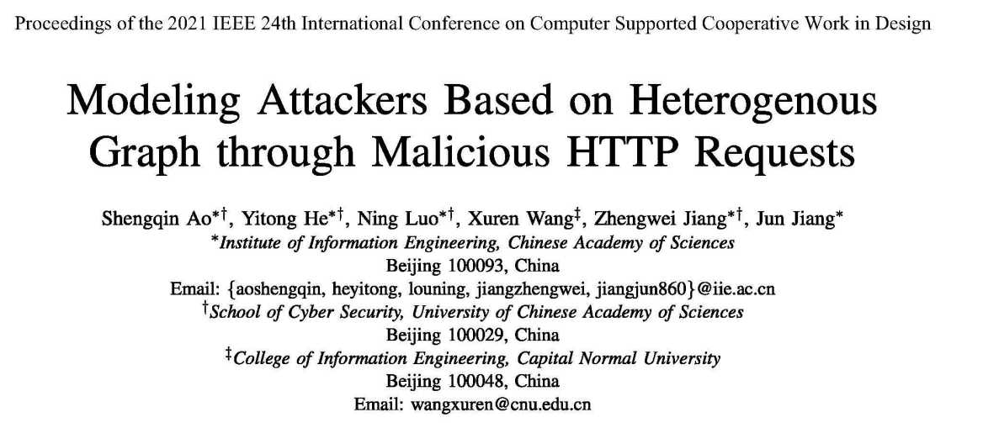 Proceedings of the 2021 IEEE 24th International Conference on Computer Supported Cooperative Work in Design
Modeling Attackers Based on Heterogenous
Graph through Malicious HTTP Requests
Shengqin Ao*†, Yitong He*†, Ning Luo*†, Xuren Wang‡, Zhengwei Jiang*†, Jun Jiang*
*Institute of Information Engineering, Chinese Academy of Sciences
Beijing 100093, China
Email: {aoshengqin, heyitong, louning, jiangzhengwei, jiangjun860}@iie.ac.cn
†School of Cyber Security, University of Chinese Academy of Sciences
Beijing 100029, China
‡College of Information Engineering, Capital Normal University
Beijing 100048, China
Email: wangxuren@cnu.edu.cn